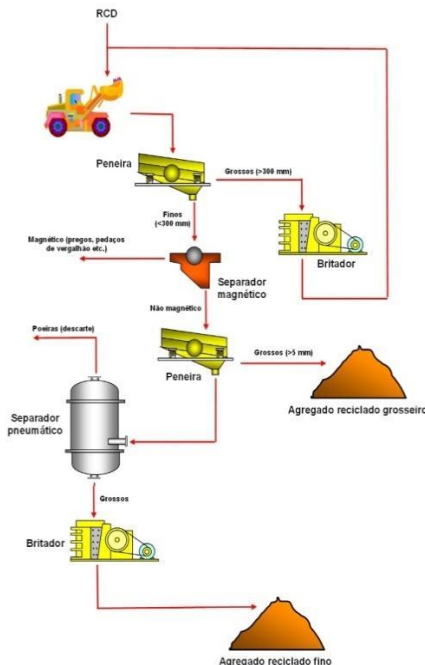 RCD
Peneira
Grossos (>300 mm)
Finos
(<300 mm)
Britador
Magnético (pregos, pedaços
de vergalhão etc.)
Separador
magnético
Não magnético
Poeiras (descarte)
Peneira
Grossos (>5 mm)
Agregado reciclado grosseiro
Separador
pneumático
Grossos
Britador
Agregado reciclado fino